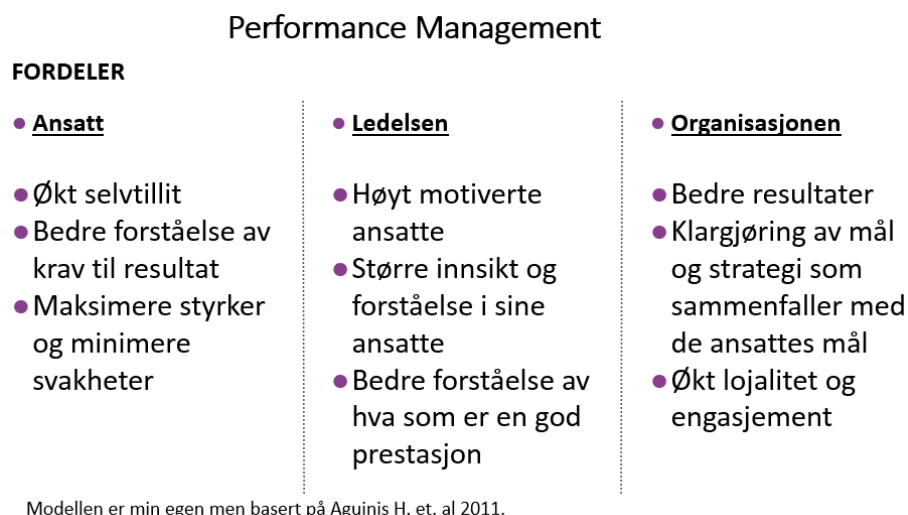 Performance Management
FORDELER
Ansatt
Økt selvtillit
Bedre forståelse av
krav til resultat
Maksimere styrker
og minimere
svakheter
Ledelsen
Høyt motiverte
ansatte
Større innsikt og
forståelse i sine
ansatte
Bedre forståelse av
hva som er en god
prestasjon
Organisasjonen
Bedre resultater
Klargjøring av mål
og strategi som
sammenfaller med
de ansattes mål
Økt lojalitet og
engasjement
Modellen er min egen men basert på Aguinis H. et. al 2011.